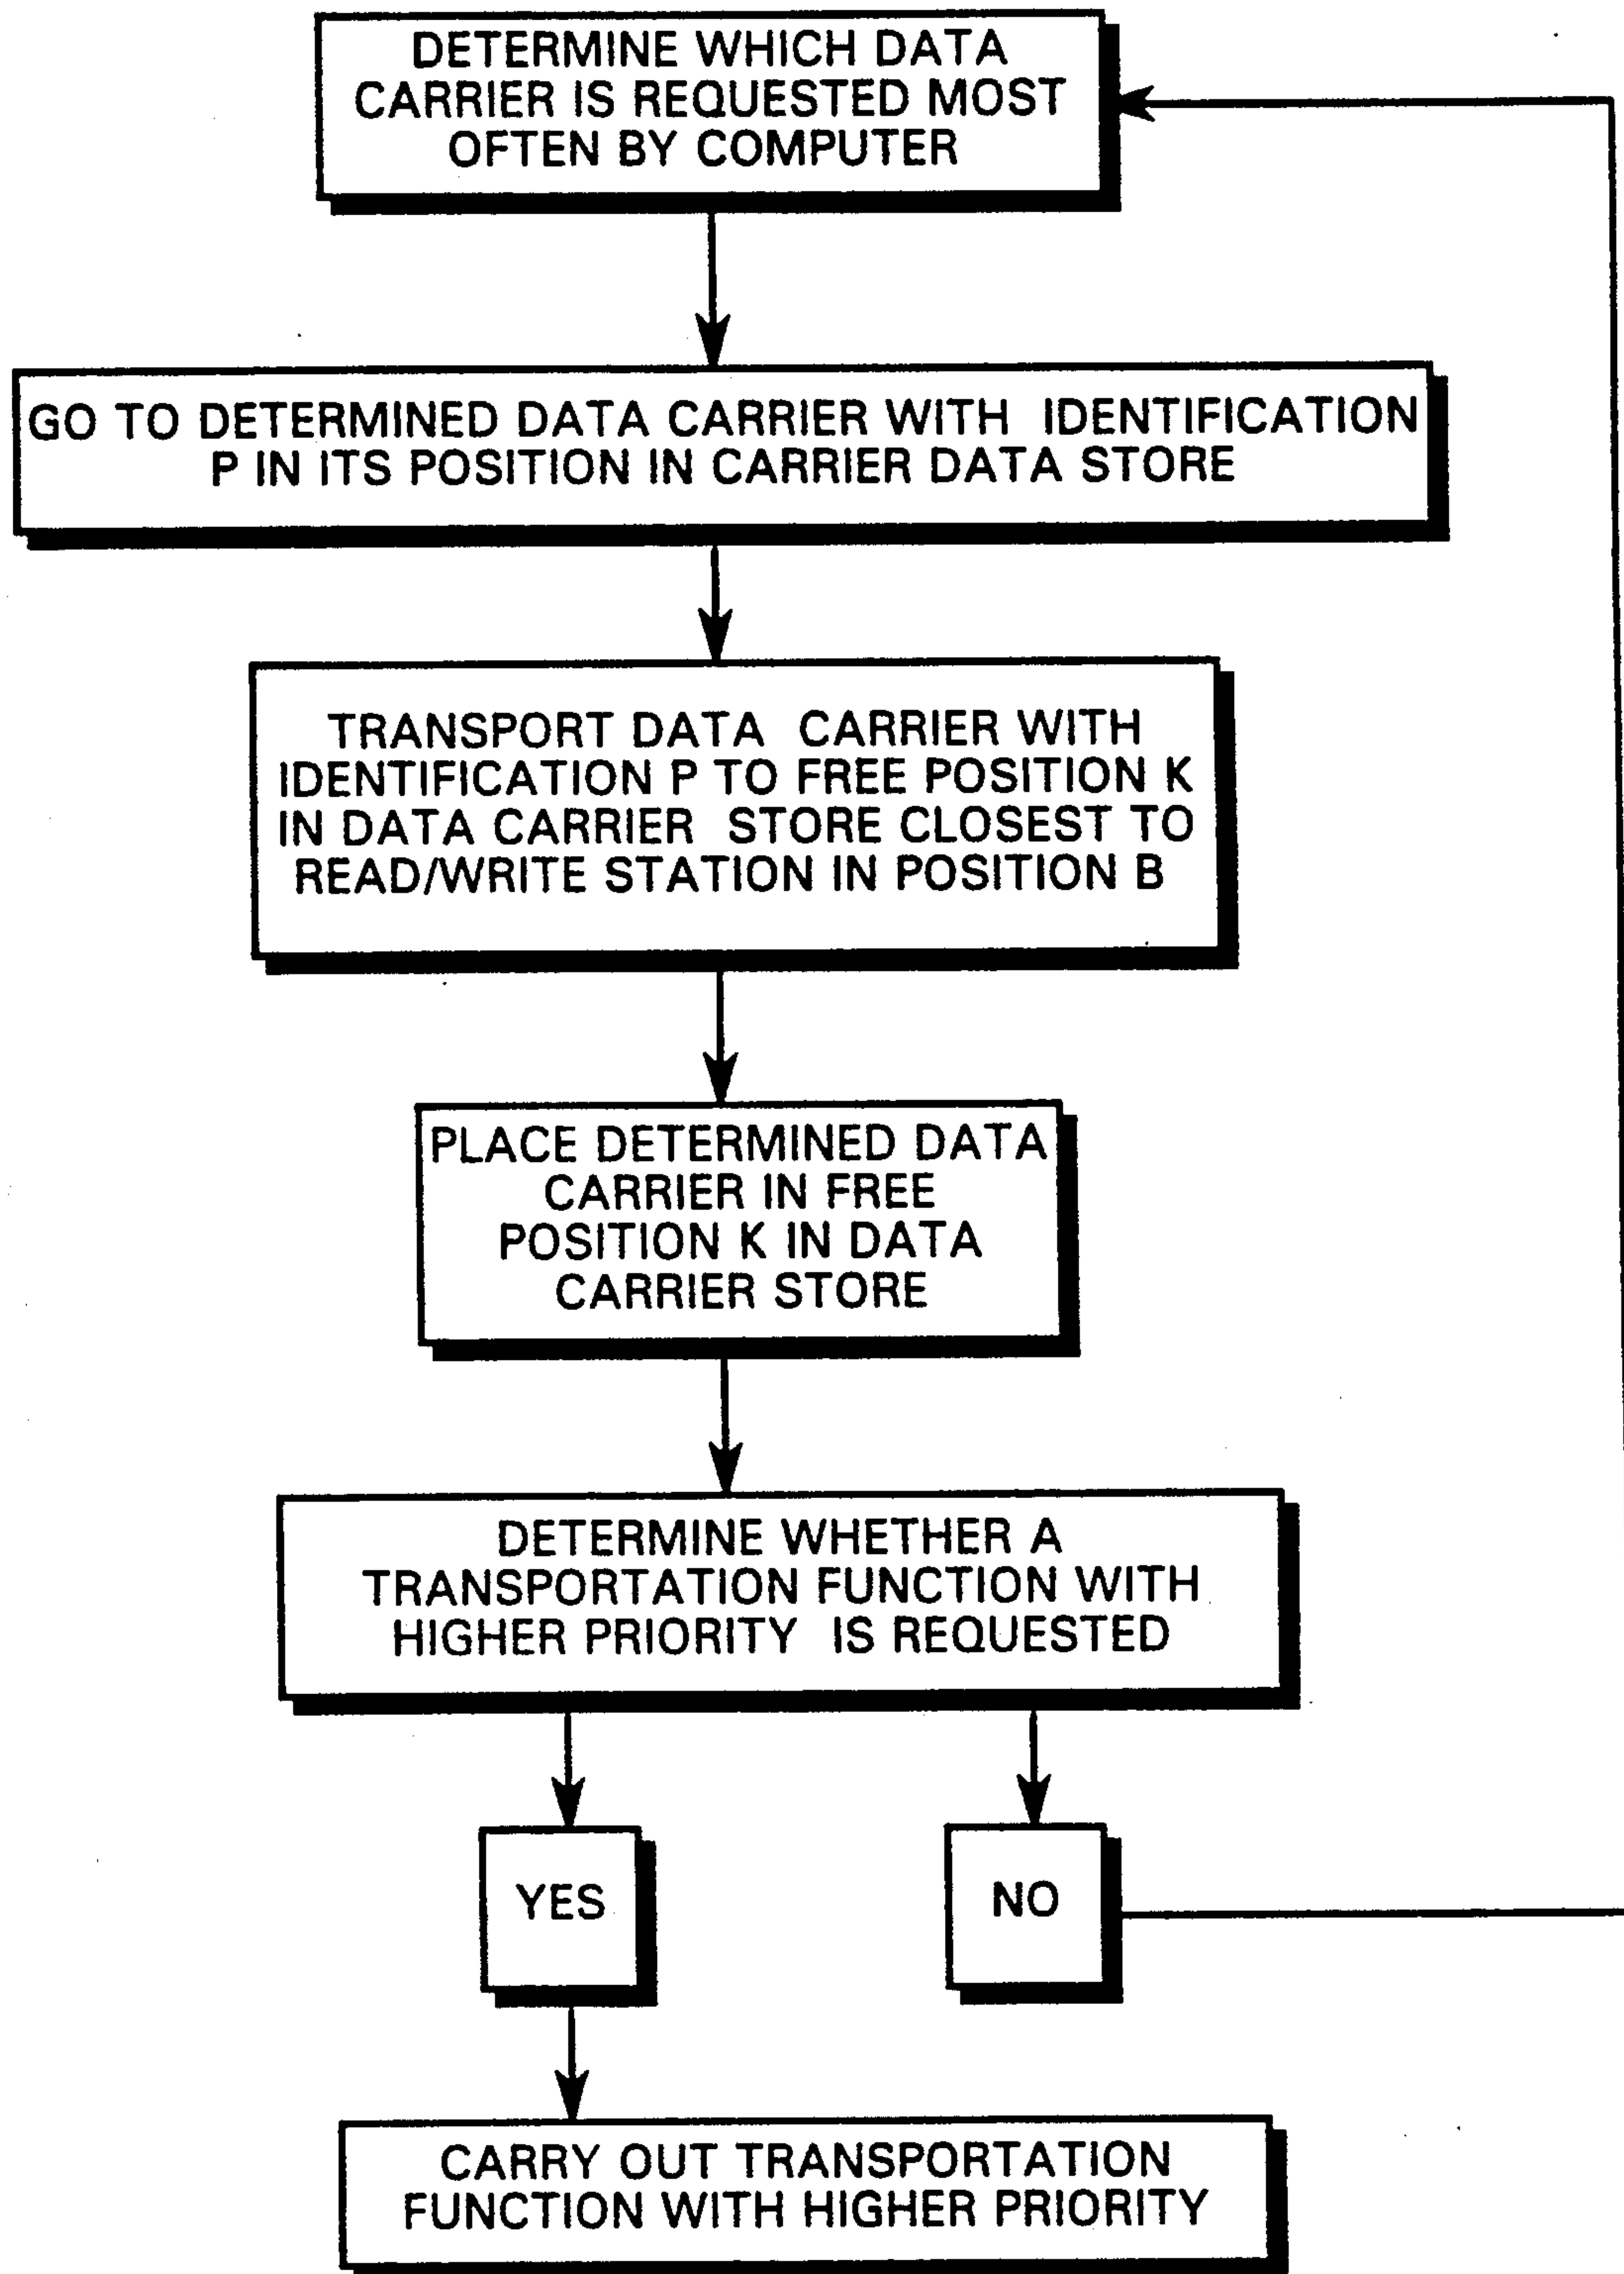 DETERMINE WHICH DATA
CARRIER IS REQUESTED MOST
OFTEN BY COMPUTER
GO TO DETERMINED DATA CARRIER WITH IDENTIFICATION
P IN ITS POSITION IN CARRIER DATA STORE
TRANSPORT DATA CARRIER WITH
IDENTIFICATION P TO FREE POSITION K
IN DATA CARRIER STORE CLOSEST TO
READ/WRITE STATION IN POSITION B
PLACE DETERMINED DATA
CARRIER IN FREE
POSITION K IN DATA
CARRIER STORE
DETERMINE WHETHER A
TRANSPORTATION FUNCTION WITH
HIGHER PRIORITY IS REQUESTED
YES
NO
CARRY OUT TRANSPORTATION
FUNCTION WITH HIGHER PRIORITY